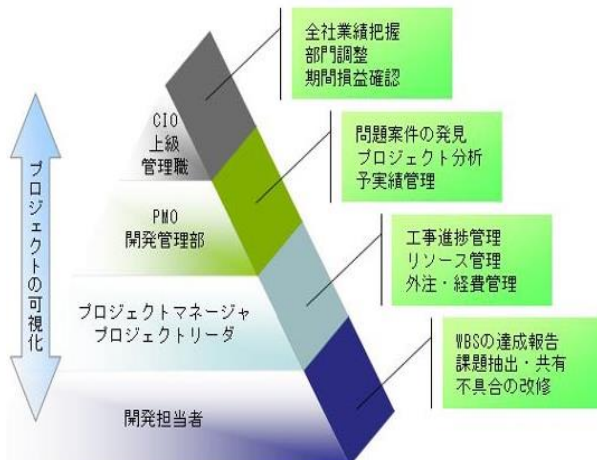 全社業績把握
部門調整
期間損益確認
CIO
上級
管理職
問題案件の発見
プロジェクト分析
予実績管理
PMO
開発管理部
工事進捗管理
リソース管理
外注・経費管理
プロジェクトマネージャ
プロジェクトリーダ
WBSの達成報告
課題抽出・共有
不具合の改修
開発担当者
プロジェクトの可視化